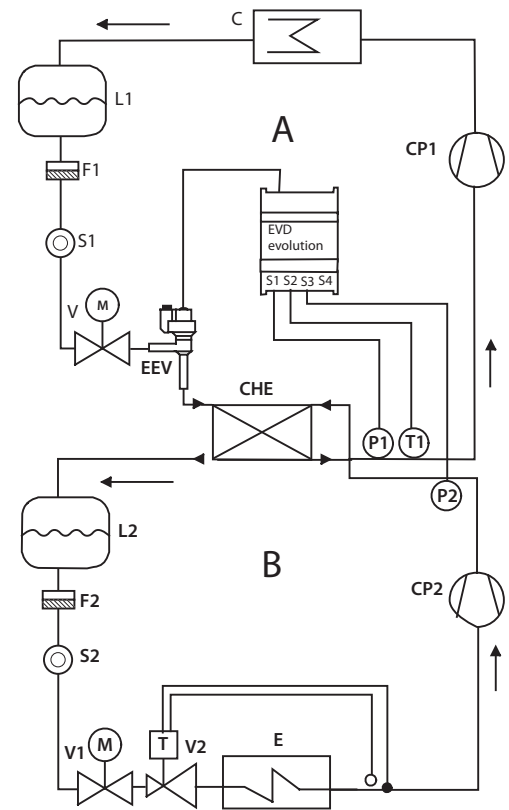 C
L1
A
CP1
F1
EVD
evolution
S1
S1 S2 S3 S4
V
M
EEV
CHE
P1
T1
P2
L2
B
CP2
F2
S2
V1
M
T
V2
E